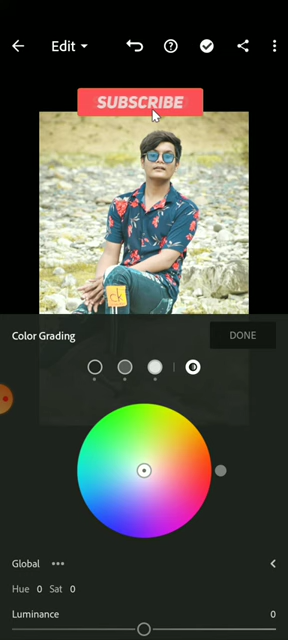 Edit
SUBSCRIBE
Color Grading
DONE
Global
Hue 0 Sat 0
Luminance 0